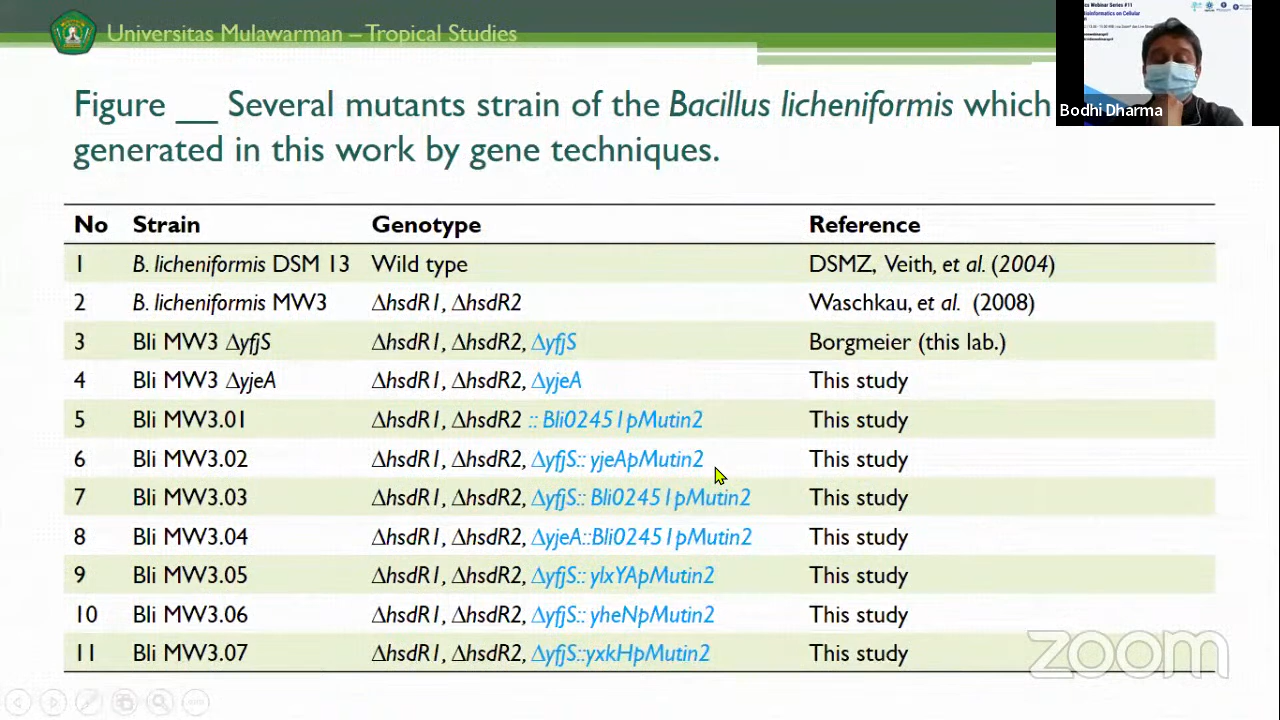 Universitas Mulawarman – Tropical Studies
Bodhi Dharma
Figure __ Several mutants strain of the Bacillus licheniformis which
generated in this work by gene techniques.
No Strain Genotype Reference
1 B. licheniformis DSM 13 Wild type DSMZ, Veith, et al. (2004)
2 B. licheniformis MW3 ΔhsdR1, ΔhsdR2 Waschkau, et al. (2008)
3 Bli MW3 ΔyfjS ΔhsdR1, ΔhsdR2, ΔyfjS Borgmeier (this lab.)
4 Bli MW3 ΔyjeA ΔhsdR1, ΔhsdR2, ΔyjeA This study
5 Bli MW3.01 ΔhsdR1, ΔhsdR2 :: Bli02451pMutin2 This study
6 Bli MW3.02 ΔhsdR1, ΔhsdR2, ΔyfjS:: yjeApMutin2 This study
7 Bli MW3.03 ΔhsdR1, ΔhsdR2, ΔyfjS:: Bli02451pMutin2 This study
8 Bli MW3.04 ΔhsdR1, ΔhsdR2, ΔyjeA::Bli02451pMutin2 This study
9 Bli MW3.05 ΔhsdR1, ΔhsdR2, ΔyfjS:: ylxYApMutin2 This study
10 Bli MW3.06 ΔhsdR1, ΔhsdR2, ΔyfjS:: yheNpMutin2 This study
11 Bli MW3.07 ΔhsdR1, ΔhsdR2, ΔyfjS::yxkHpMutin2 This study
zoom